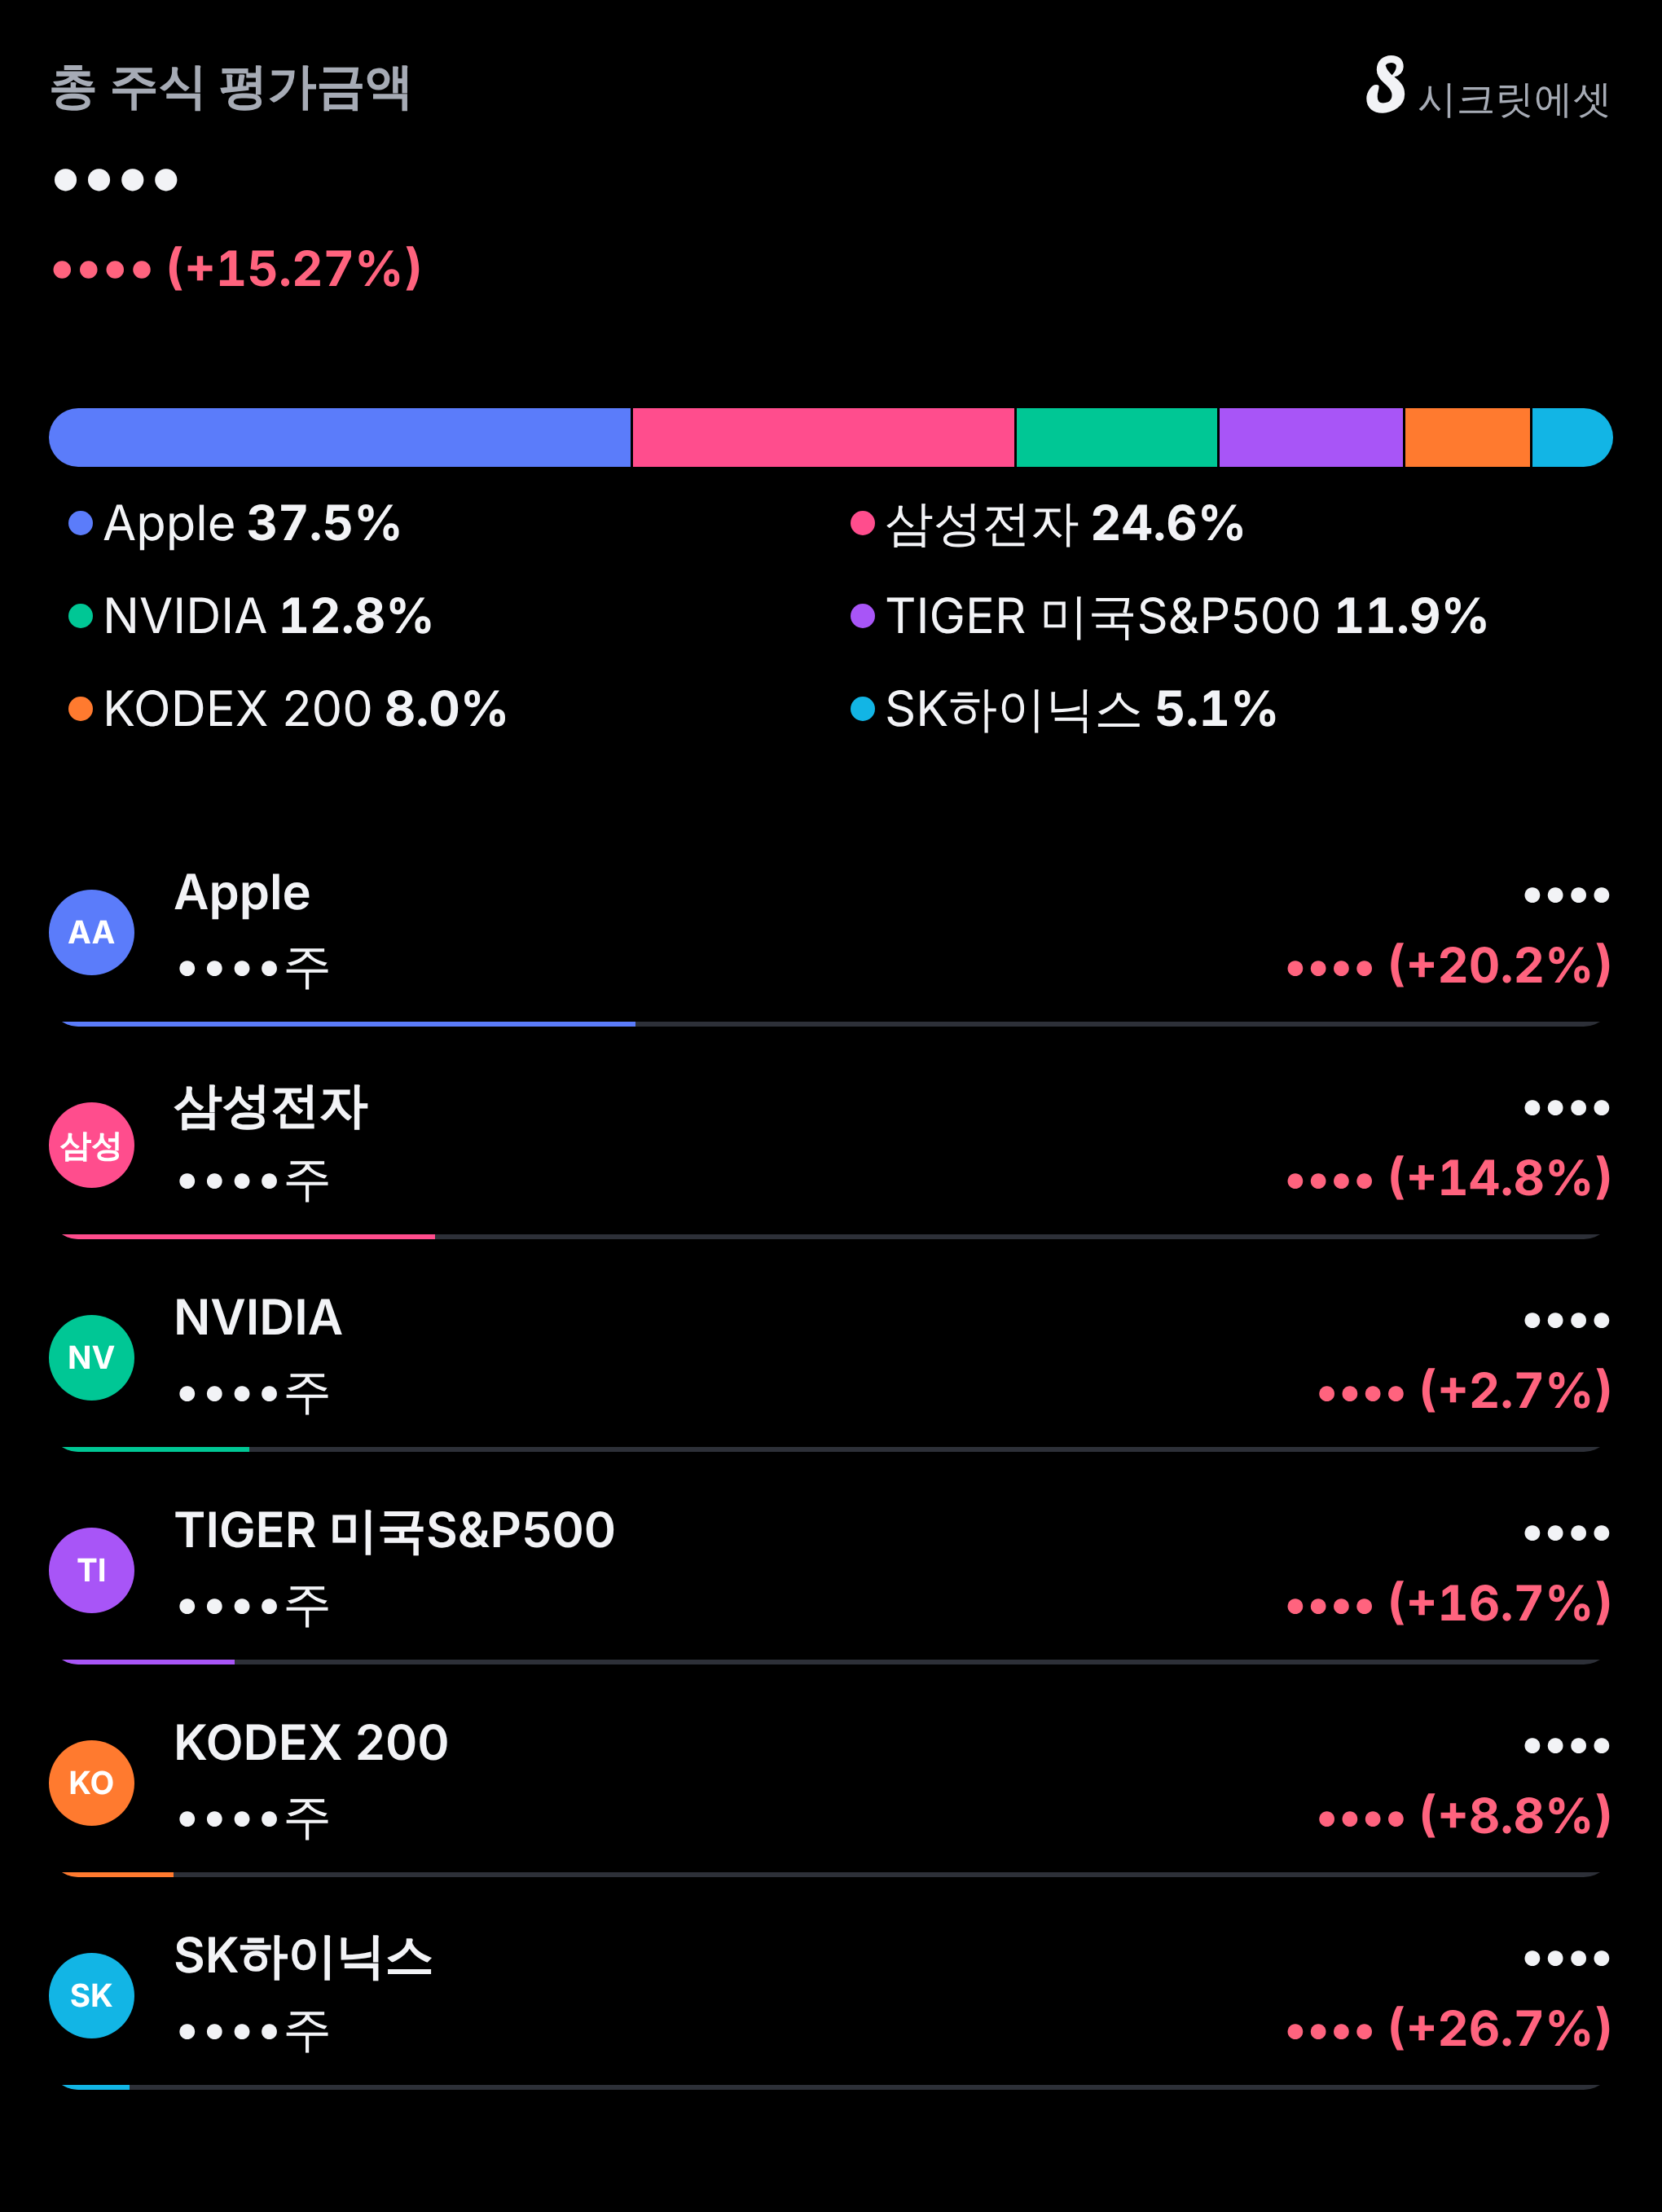 총 주식 평가금액
S 시크릿에셋
••••
•••• (+15.27%)
Apple 37.5%
삼성전자 24.6%
NVIDIA 12.8%
TIGER 미국S&P500 11.9%
KODEX 200 8.0%
SK하이닉스 5.1%
AA
Apple
••••
••••주
•••• (+20.2%)
삼성
삼성전자
••••
••••주
•••• (+14.8%)
NV
NVIDIA
••••
••••주
•••• (+2.7%)
TI
TIGER 미국S&P500
••••
••••주
•••• (+16.7%)
KO
KODEX 200
••••
••••주
•••• (+8.8%)
SK
SK하이닉스
••••
••••주
•••• (+26.7%)